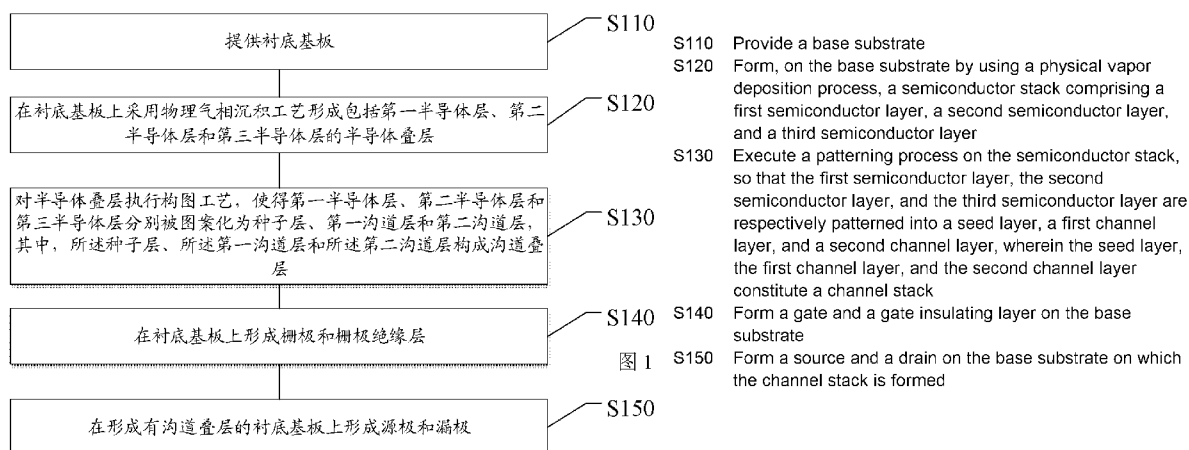 提供衬底基板
S110
在衬底基板上采用物理气相沉积工艺形成包括第一半导体层、第二
半导体层和第三半导体层的半导体叠层
S120
对半导体叠层执行构图工艺，使得第一半导体层、第二半导体层和
第三半导体层分别被图案化为种子层、第一沟道层和第二沟道层，
其中，所述种子层、所述第一沟道层和所述第二沟道层构成沟道叠
层
S130
在衬底基板上形成栅极和栅极绝缘层
S140
在形成有沟道叠层的衬底基板上形成源极和漏极
S150
图 1
S110 Provide a base substrate
S120 Form, on the base substrate by using a physical vapor
deposition process, a semiconductor stack comprising a
first semiconductor layer, a second semiconductor layer,
and a third semiconductor layer
S130 Execute a patterning process on the semiconductor stack,
so that the first semiconductor layer, the second
semiconductor layer, and the third semiconductor layer are
respectively patterned into a seed layer, a first channel
layer, and a second channel layer, wherein the seed layer,
the first channel layer, and the second channel layer
constitute a channel stack
S140 Form a gate and a gate insulating layer on the base
substrate
S150 Form a source and a drain on the base substrate on which
the channel stack is formed